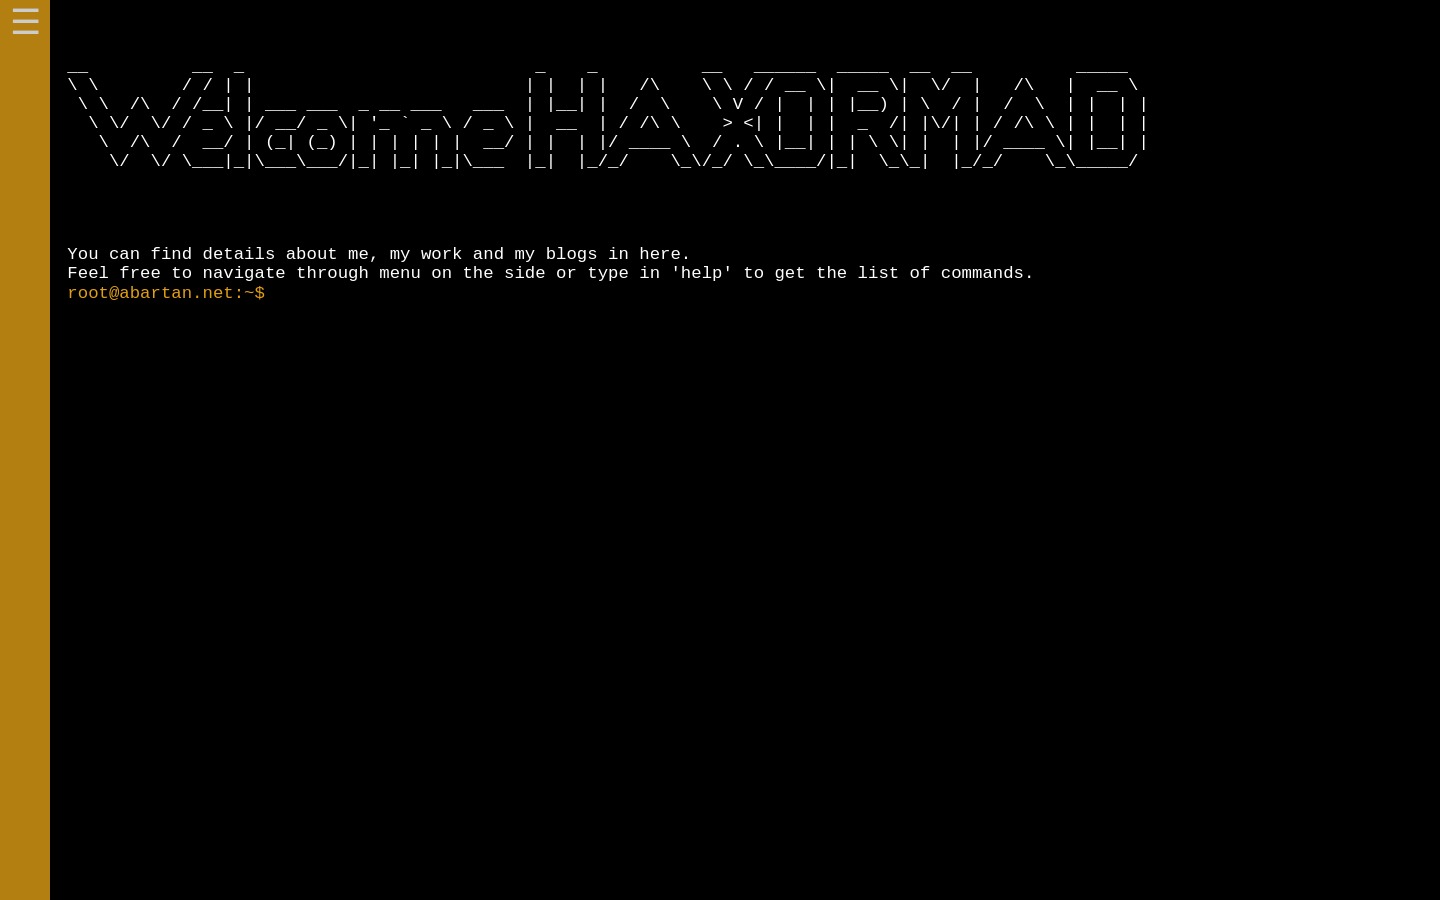 ☰
Welcome HAXORMAD
You can find details about me, my work and my blogs in here.
Feel free to navigate through menu on the side or type in 'help' to get the list of commands.
root@abartan.net:~$